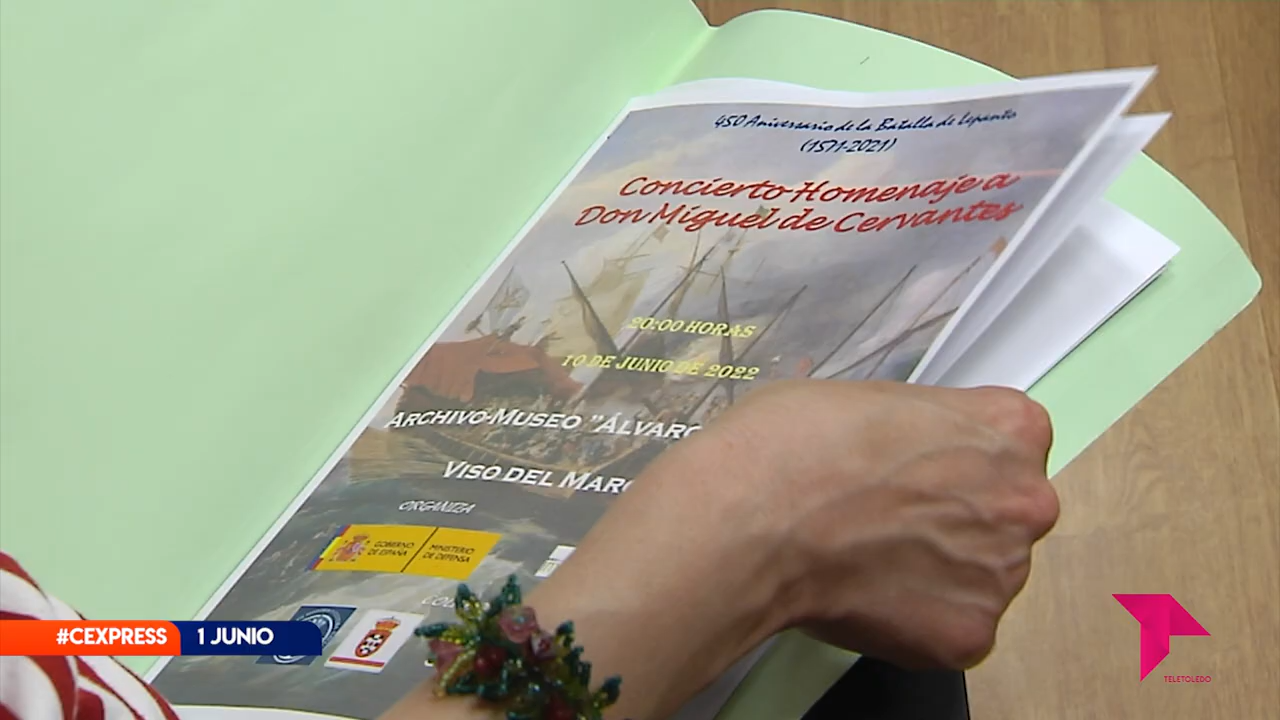 450 Aniversario de la Batalla de Lepanto
(1571-2021)
Concierto Homenaje a
Don Miguel de Cervantes
20:00 HORAS
10 DE JUNIO DE 2022
ARCHIVO-MUSEO "ÁLVARO
VISO DEL MAR
ORGANIZA
GOBIERNO
DE ESPAÑA
MINISTERIO
DE DEFENSA
#CEXPRESS
1 JUNIO
TELETOLEDO